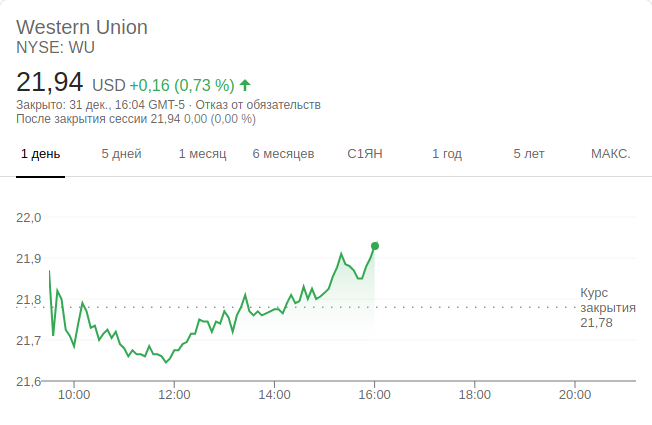 Western Union
NYSE: WU
21,94 USD +0,16 (0,73 %)
Закрыто: 31 дек., 16:04 GMT-5 · Отказ от обязательств
После закрытия сессии 21,94 0,00 (0,00 %)
1 день 5 дней 1 месяц 6 месяцев С1ЯН 1 год 5 лет МАКС.
22,0
21,9
21,8
21,7
21,6
Курс
закрытия
21,78
10:00 12:00 14:00 16:00 18:00 20:00